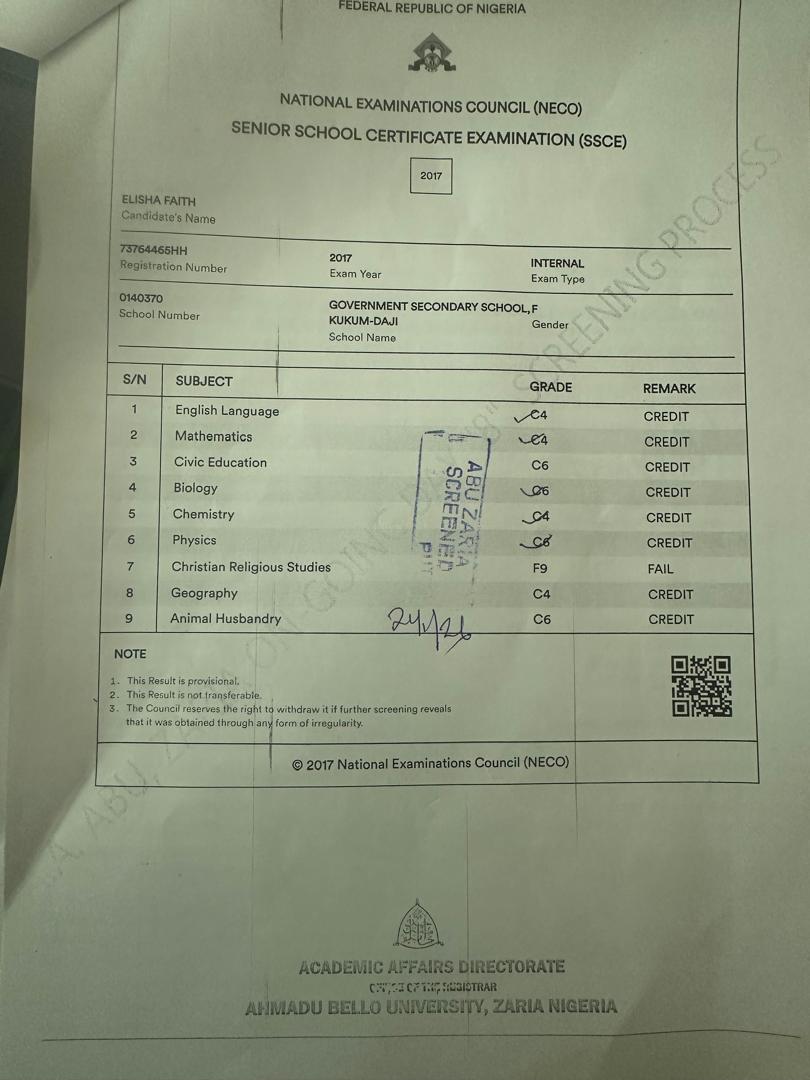 FEDERAL REPUBLIC OF NIGERIA
NATIONAL EXAMINATIONS COUNCIL (NECO)
SENIOR SCHOOL CERTIFICATE EXAMINATION (SSCE)
2017
ELISHA FAITH
Candidate's Name
73764465HH 2017 INTERNAL
Registration Number Exam Year Exam Type
0140370 GOVERNMENT SECONDARY SCHOOL, F
School Number KUKUM-DAJI Gender
School Name
S/N SUBJECT GRADE REMARK
1 English Language C4 CREDIT
2 Mathematics C4 CREDIT
3 Civic Education C6 CREDIT
4 Biology C6 CREDIT
5 Chemistry C4 CREDIT
6 Physics C6 CREDIT
7 Christian Religious Studies F9 FAIL
8 Geography C4 CREDIT
9 Animal Husbandry C6 CREDIT
ABU ZARIA
SCREENED
24/1/26
NOTE
1. This Result is provisional.
2. This Result is not transferable.
3. The Council reserves the right to withdraw it if further screening reveals
that it was obtained through any form of irregularity.
© 2017 National Examinations Council (NECO)
ABU, ON-GOING SCREENING PROCESS
ACADEMIC AFFAIRS DIRECTORATE
OFFICE OF THE REGISTRAR
AHMADU BELLO UNIVERSITY, ZARIA NIGERIA